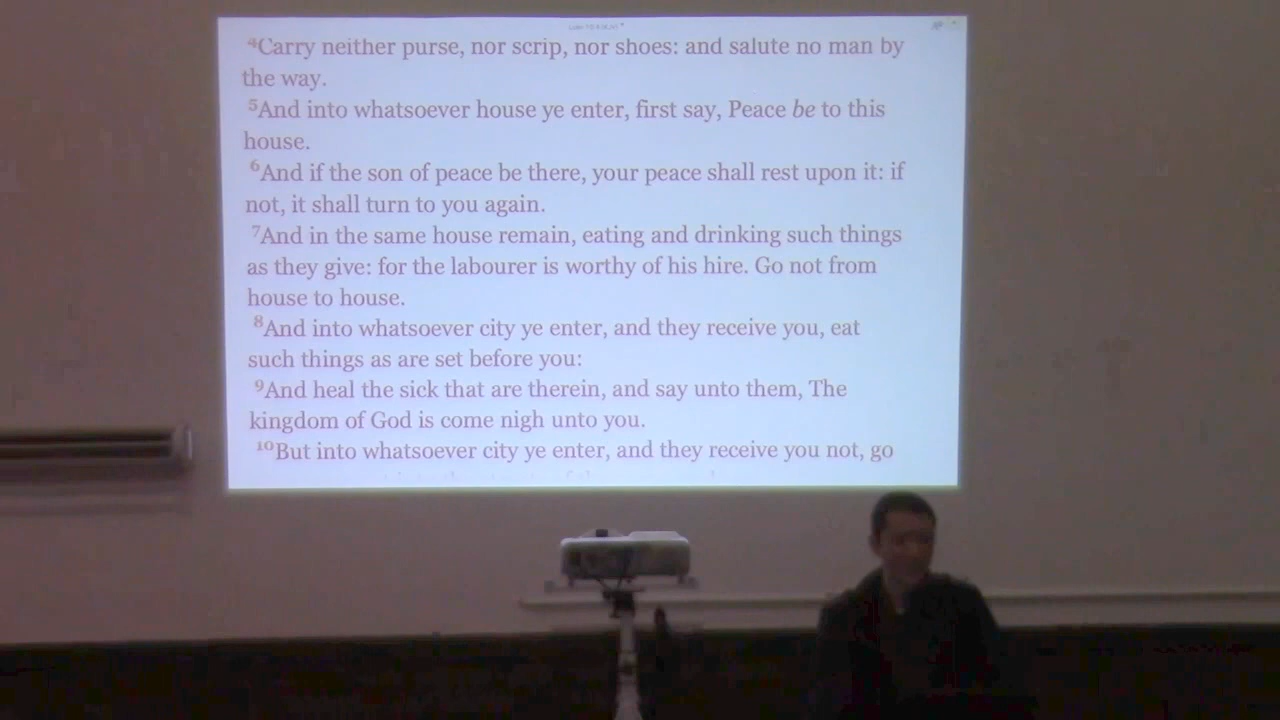 ⁴Carry neither purse, nor scrip, nor shoes: and salute no man by
the way.
⁵And into whatsoever house ye enter, first say, Peace be to this
house.
⁶And if the son of peace be there, your peace shall rest upon it: if
not, it shall turn to you again.
⁷And in the same house remain, eating and drinking such things
as they give: for the labourer is worthy of his hire. Go not from
house to house.
⁸And into whatsoever city ye enter, and they receive you, eat
such things as are set before you:
⁹And heal the sick that are therein, and say unto them, The
kingdom of God is come nigh unto you.
¹⁰But into whatsoever city ye enter, and they receive you not, go